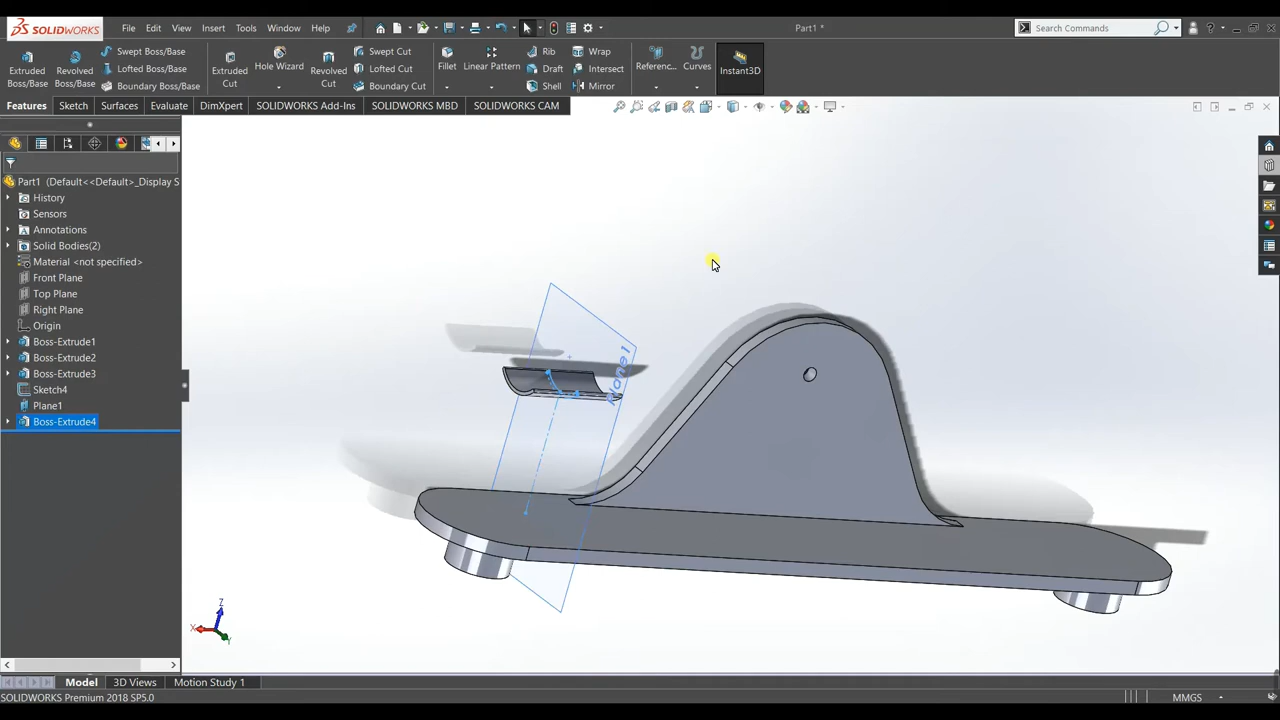 SOLIDWORKS File Edit View Insert Tools Window Help Part1 * Search Commands
Extruded Boss/Base
Revolved Boss/Base
Swept Boss/Base
Lofted Boss/Base
Boundary Boss/Base
Extruded Cut
Hole Wizard
Revolved Cut
Swept Cut
Lofted Cut
Boundary Cut
Fillet
Linear Pattern
Rib
Draft
Shell
Wrap
Intersect
Mirror
Referenc...
Curves
Instant3D
Features Sketch Surfaces Evaluate DimXpert SOLIDWORKS Add-Ins SOLIDWORKS MBD SOLIDWORKS CAM
Part1 (Default<<Default>_Display S
History
Sensors
Annotations
Solid Bodies(2)
Material <not specified>
Front Plane
Top Plane
Right Plane
Origin
Boss-Extrude1
Boss-Extrude2
Boss-Extrude3
Sketch4
Plane1
Boss-Extrude4
Plane1
Z
X
Y
Model 3D Views Motion Study 1
SOLIDWORKS Premium 2018 SP5.0 MMGS